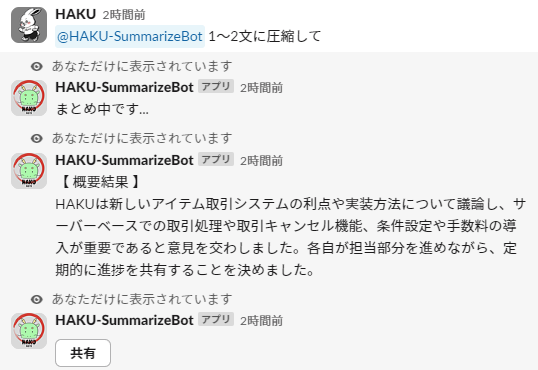 HAKU 2時間前
@HAKU-SummarizeBot 1〜2文に圧縮して
あなただけに表示されています
HAKU-SummarizeBot アプリ 2時間前
まとめ中です...
あなただけに表示されています
HAKU-SummarizeBot アプリ 2時間前
【 概要結果 】
HAKUは新しいアイテム取引システムの利点や実装方法について議論し、サ
ーバーベースでの取引処理や取引キャンセル機能、条件設定や手数料の導
入が重要であると意見を交わしました。各自が担当部分を進めながら、定
期的に進捗を共有することを決めました。
あなただけに表示されています
HAKU-SummarizeBot アプリ 2時間前
共有